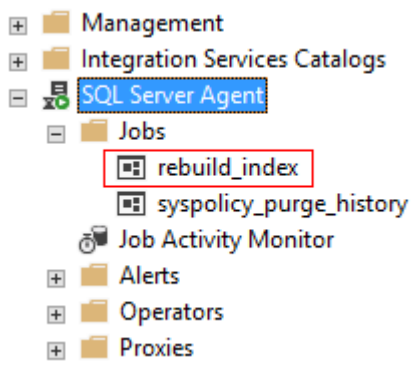 Management
Integration Services Catalogs
SQL Server Agent
Jobs
rebuild_index
syspolicy_purge_history
Job Activity Monitor
Alerts
Operators
Proxies